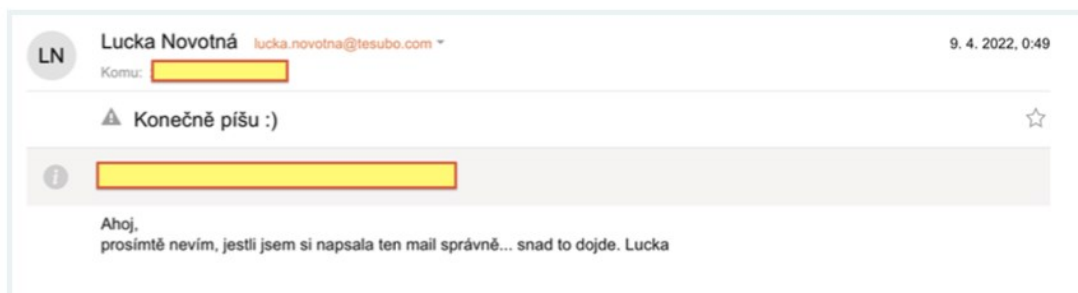 LN
Lucka Novotná lucka.novotna@tesubo.com
9. 4. 2022, 0:49
Komu:
Konečně píšu :)
Ahoj,
prosímtě nevím, jestli jsem si napsala ten mail správně... snad to dojde. Lucka